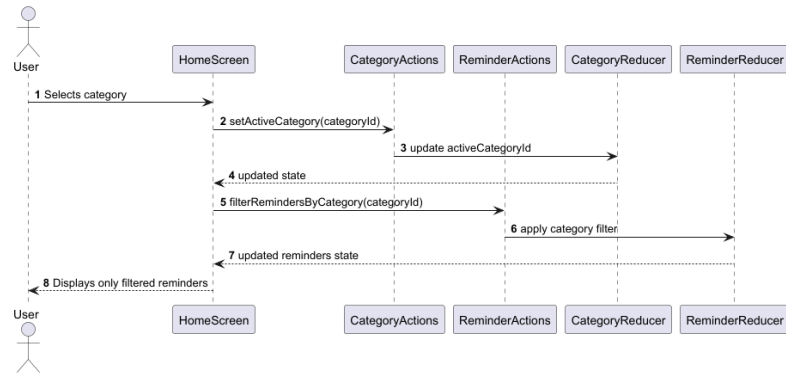 User
HomeScreen
CategoryActions
ReminderActions
CategoryReducer
ReminderReducer
1 Selects category
2 setActiveCategory(categoryId)
3 update activeCategoryId
4 updated state
5 filterRemindersByCategory(categoryId)
6 apply category filter
7 updated reminders state
8 Displays only filtered reminders
User
HomeScreen
CategoryActions
ReminderActions
CategoryReducer
ReminderReducer